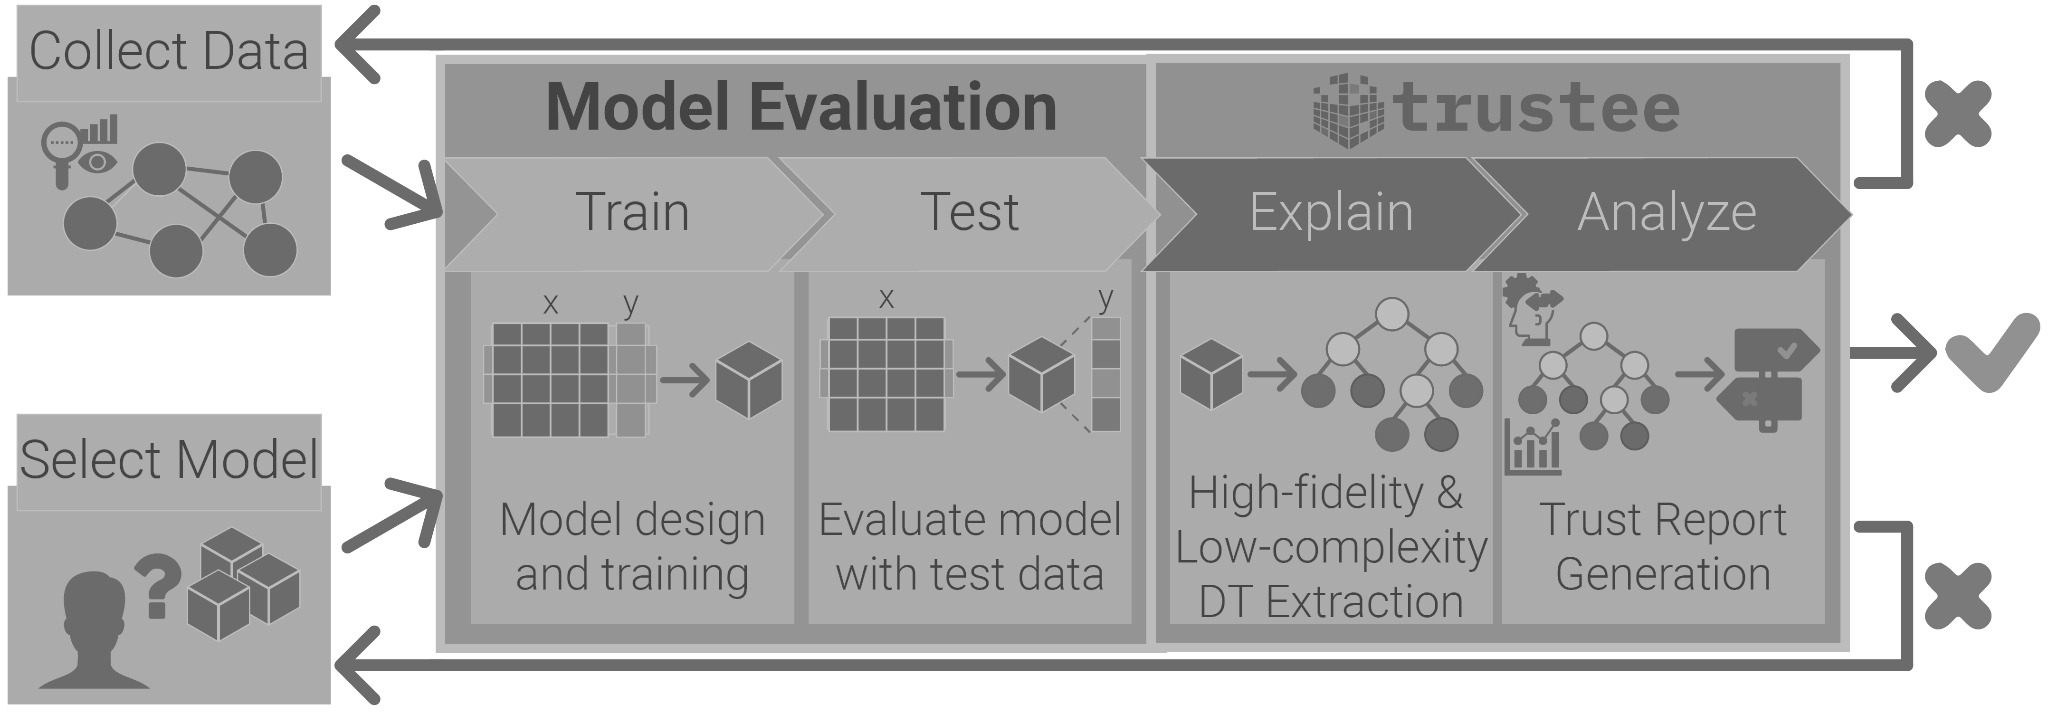 Collect Data
Select Model
Model Evaluation
trustee
Train
Test
Explain
Analyze
x
y
x
y
Model design
and training
Evaluate model
with test data
High-fidelity &
Low-complexity
DT Extraction
Trust Report
Generation
?